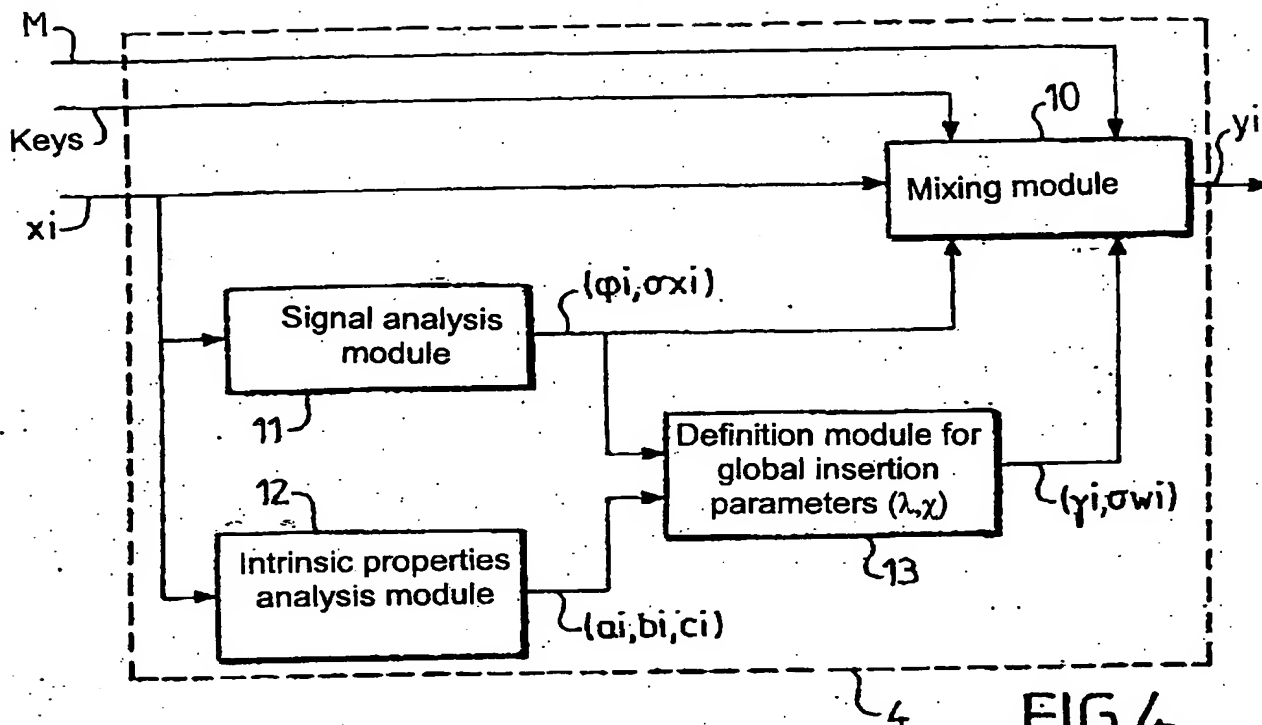 M
Keys
xi
10
yi
Mixing module
(φi,σxi)
Signal analysis
module
11
Definition module for
global insertion
parameters (λ,χ)
12
(γi,σwi)
Intrinsic properties
analysis module
13
(ai,bi,ci)
4
FIG.4